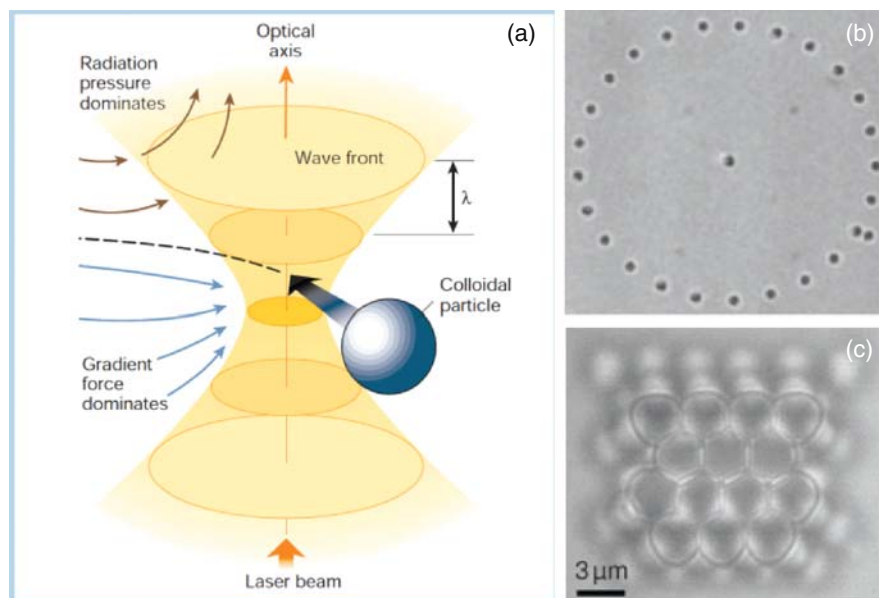 Optical
axis
(a)
Radiation
pressure
dominates
Wave front
λ
Colloidal
particle
Gradient
force
dominates
Laser beam
(b)
(c)
3 μm